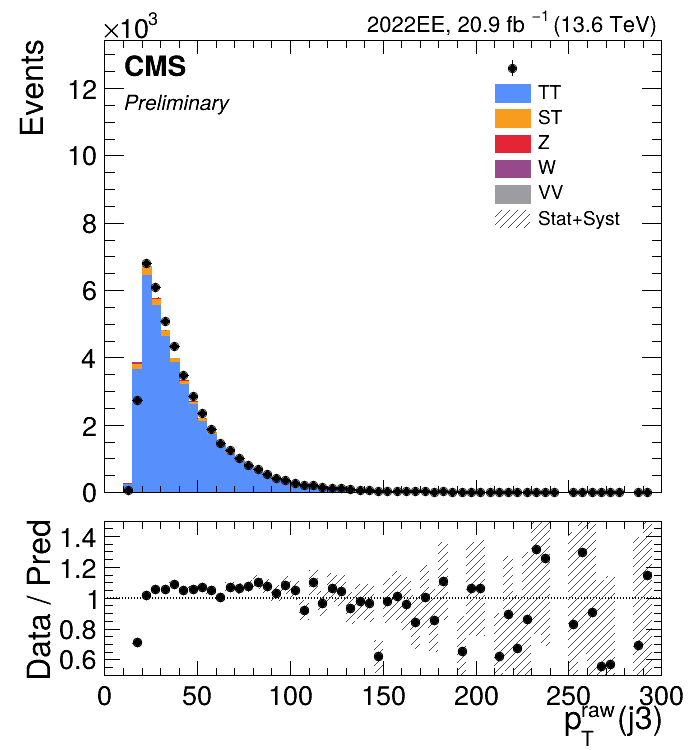 ×10³
2022EE, 20.9 fb⁻¹ (13.6 TeV)
CMS
Preliminary
Events
TT
ST
Z
W
VV
Stat+Syst
12
10
8
6
4
2
0
Data / Pred
1.4
1.2
1
0.8
0.6
0 50 100 150 200 250 300
p_T^raw(j3)